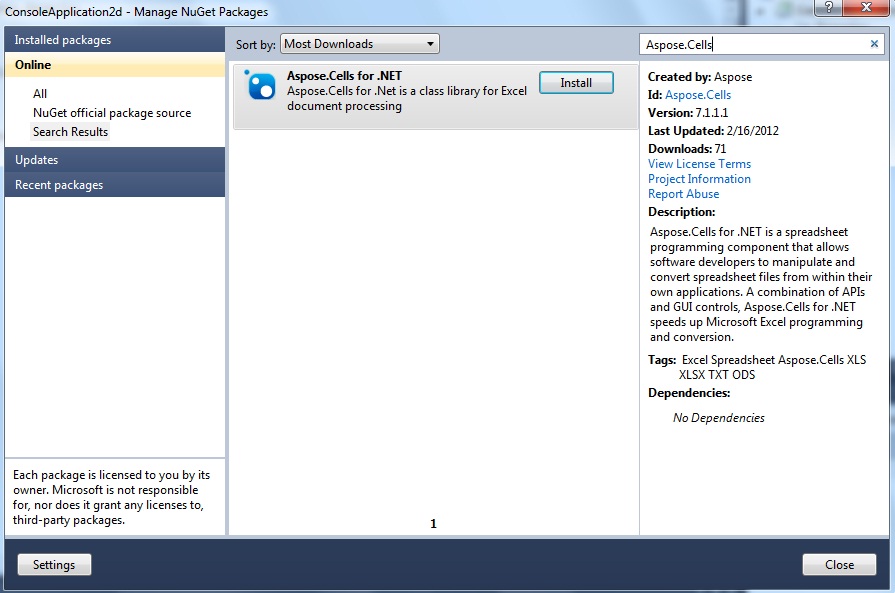 ConsoleApplication2d - Manage NuGet Packages
?
Installed packages
Online
All
NuGet official package source
Search Results
Updates
Recent packages
Each package is licensed to you by its
owner. Microsoft is not responsible
for, nor does it grant any licenses to,
third-party packages.
Settings
Sort by: Most Downloads
Aspose.Cells for .NET
Aspose.Cells for .Net is a class library for Excel
document processing
Install
1
Aspose.Cells
Created by: Aspose
Id: Aspose.Cells
Version: 7.1.1.1
Last Updated: 2/16/2012
Downloads: 71
View License Terms
Project Information
Report Abuse
Description:
Aspose.Cells for .NET is a spreadsheet
programming component that allows
software developers to manipulate and
convert spreadsheet files from within their
own applications. A combination of APIs
and GUI controls, Aspose.Cells for .NET
speeds up Microsoft Excel programming
and conversion.
Tags: Excel Spreadsheet Aspose.Cells XLS
XLSX TXT ODS
Dependencies:
No Dependencies
Close